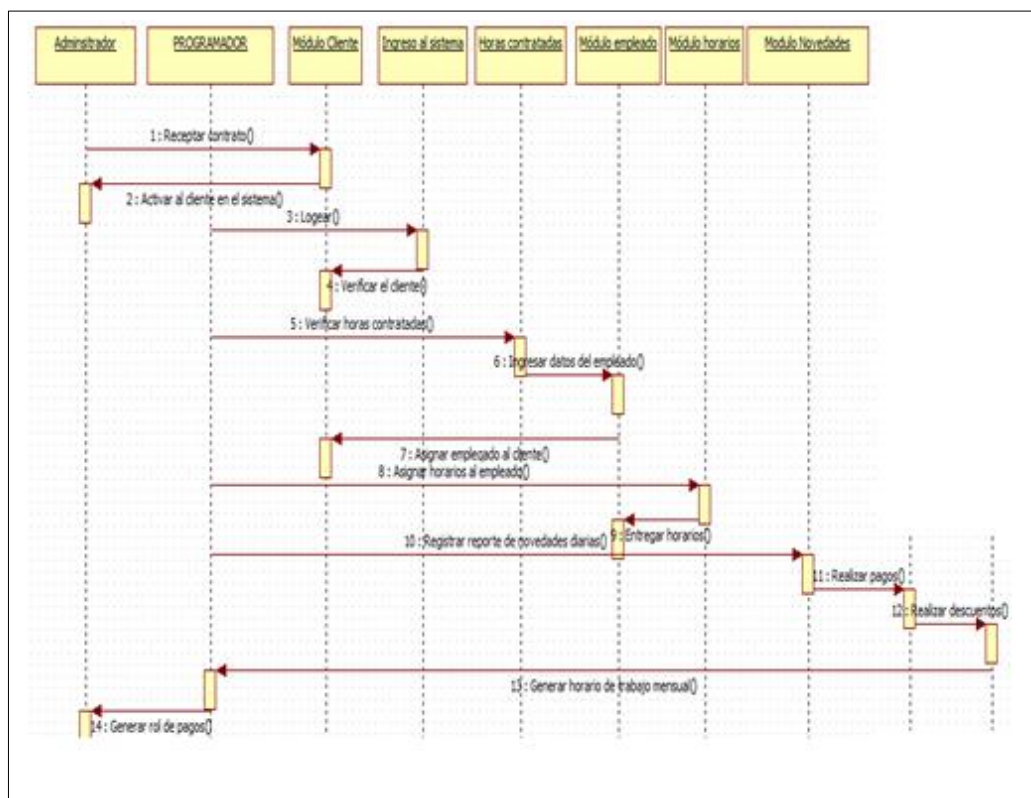 Adminsitrador
PROGRAMADOR
Módulo Cliente
Ingreso al sistema
Horas contratadas
Módulo empleado
Módulo horarios
Modulo Novedades
1 : Receptar contrato()
2 : Activar al cliente en el sistema()
3 : Logear()
4 : Verificar el cliente()
5 : Verificar horas contratadas()
6 : Ingresar datos del empleado()
7 : Asignar empleado al cliente()
8 : Asignar horarios al empleado()
9 : Entregar horarios()
10 : Registrar reporte de novedades diarias()
11 : Realizar pagos()
12 : Realizar descuentos()
13 : Generar horario de trabajo mensual()
14 : Generar rol de pagos()